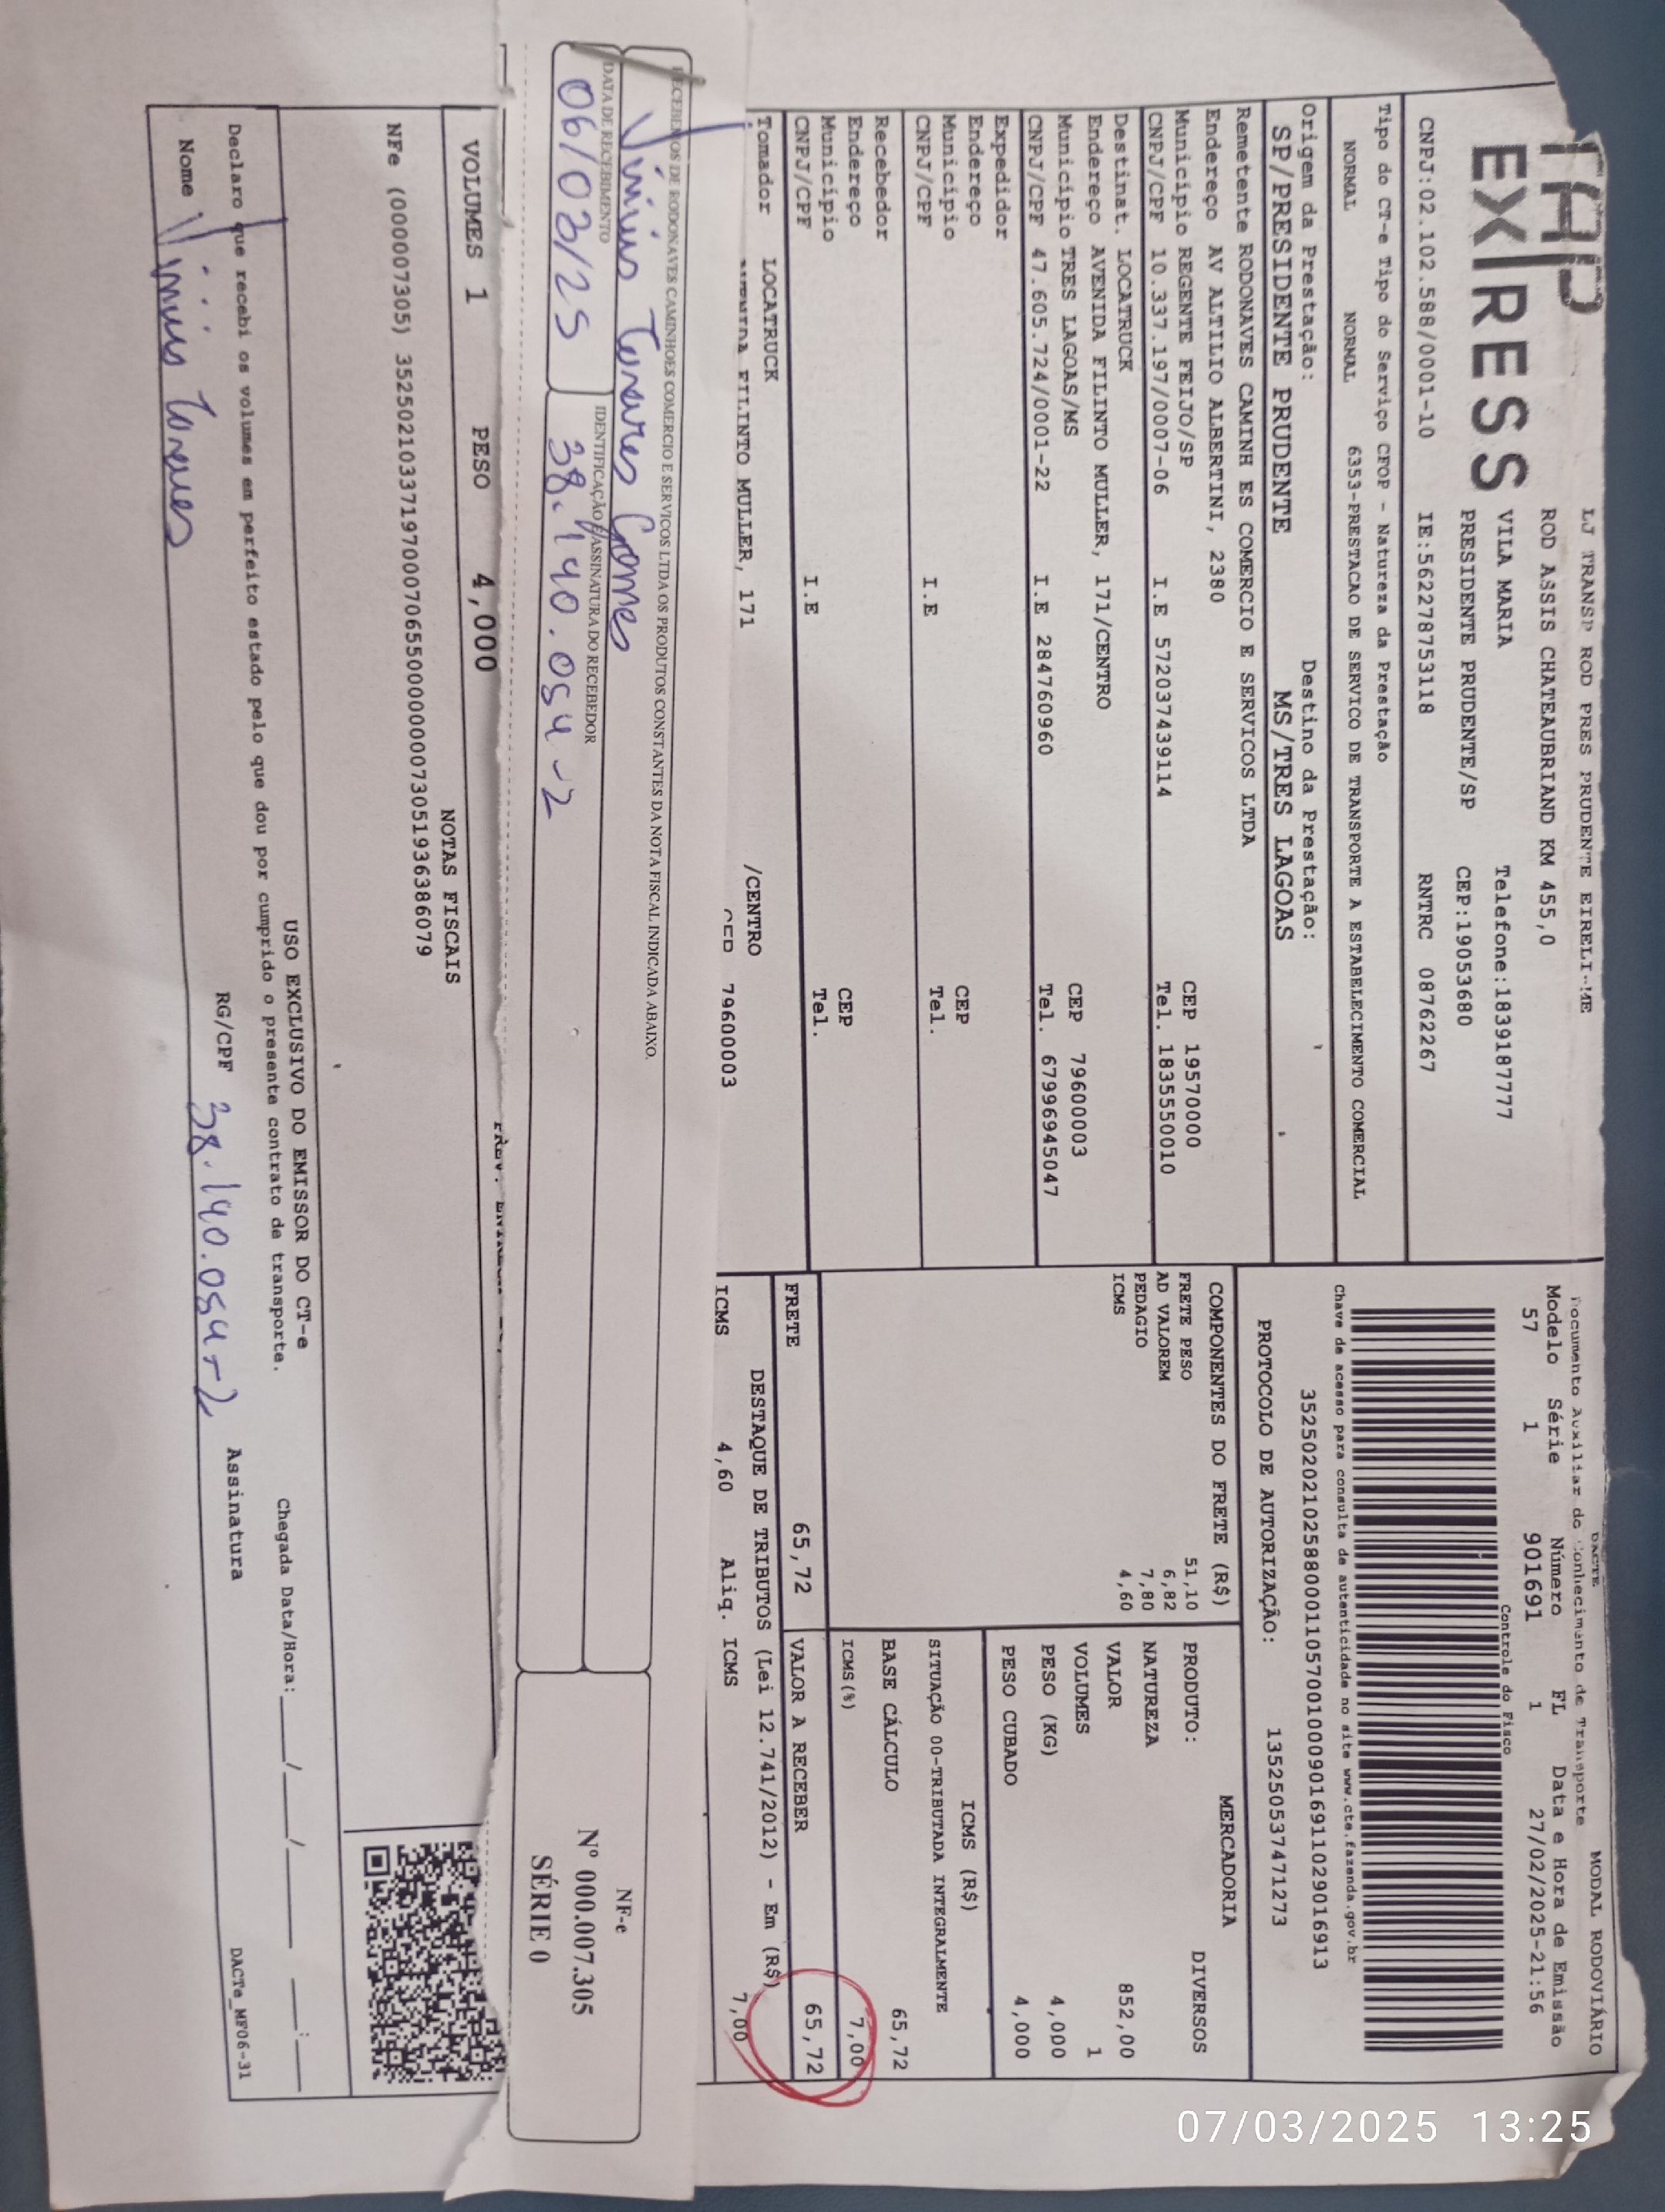 TAP
EXPRESS
LJ TRANSP ROD PRES PRUDENTE EIRELI-ME
ROD ASSIS CHATEAUBRIAND KM 455,0
VILA MARIA Telefone:1839187777
PRESIDENTE PRUDENTE/SP CEP:19053680
CNPJ:02.102.588/0001-10 IE:562278753118 RNTRC 08762267
DACTE MODAL RODOVIÁRIO
Documento Auxiliar do Conhecimento de Transporte
Modelo Série Número FL Data e Hora de Emissão
57 1 901691 1 27/02/2025-21:56
Controle do Fisco
Tipo do CT-e Tipo do Serviço CFOP - Natureza da Prestação
NORMAL NORMAL 6353-PRESTACAO DE SERVICO DE TRANSPORTE A ESTABELECIMENTO COMERCIAL
Chave de acesso para consulta de autenticidade no site www.cte.fazenda.gov.br
35250202102588000110570010009016911029016913
PROTOCOLO DE AUTORIZAÇÃO: 135250537471273
Origem da Prestação: Destino da Prestação:
SP/PRESIDENTE PRUDENTE MS/TRES LAGOAS
Remetente RODONAVES CAMINH ES COMERCIO E SERVICOS LTDA
Endereço AV ALTILIO ALBERTINI, 2380
Município REGENTE FEIJO/SP CEP 19570000
CNPJ/CPF 10.337.197/0007-06 I.E 572037439114 Tel. 1835550010
Destinat. LOCATRUCK
Endereço AVENIDA FILINTO MULLER, 171/CENTRO
Município TRES LAGOAS/MS CEP 79600003
CNPJ/CPF 47.605.724/0001-22 I.E 284760960 Tel. 67996945047
Expedidor
Endereço
Município CEP
CNPJ/CPF I.E Tel.
Recebedor
Endereço
Município CEP
CNPJ/CPF I.E Tel.
Tomador LOCATRUCK
FILINTO MULLER, 171 /CENTRO
CEP 79600003
COMPONENTES DO FRETE (R$)
FRETE PESO 51,10
AD VALOREM 6,82
PEDAGIO 7,80
ICMS 4,60
MERCADORIA
PRODUTO: DIVERSOS
NATUREZA
VALOR 852,00
VOLUMES 1
PESO (KG) 4,000
PESO CUBADO 4,000
ICMS (R$)
SITUAÇÃO 00-TRIBUTADA INTEGRALMENTE
BASE CÁLCULO 65,72
ICMS(%) 7,00
FRETE 65,72 VALOR A RECEBER 65,72
DESTAQUE DE TRIBUTOS (Lei 12.741/2012) - Em (R$)
ICMS 4,60 Aliq. ICMS 7,00
RECEBEMOS DE RODONAVES CAMINHOES COMERCIO E SERVICOS LTDA OS PRODUTOS CONSTANTES DA NOTA FISCAL INDICADA ABAIXO.
Vinius Tavares Gomes
DATA DE RECEBIMENTO IDENTIFICAÇÃO E ASSINATURA DO RECEBEDOR
06/03/25 38.140.054-2
NF-e
Nº 000.007.305
SÉRIE 0
VOLUMES 1 PESO 4,000
NOTAS FISCAIS
NFe (000007305) 35250210337197000706550000000073051936386079
USO EXCLUSIVO DO EMISSOR DO CT-e
Declaro que recebi os volumes em perfeito estado pelo que dou por cumprido o presente contrato de transporte. Chegada Data/Hora:____/____/______ ___:___
Nome Vinius Tavares RG/CPF 38.140.054-2 Assinatura
DACTe_MF06-31
07/03/2025 13:25